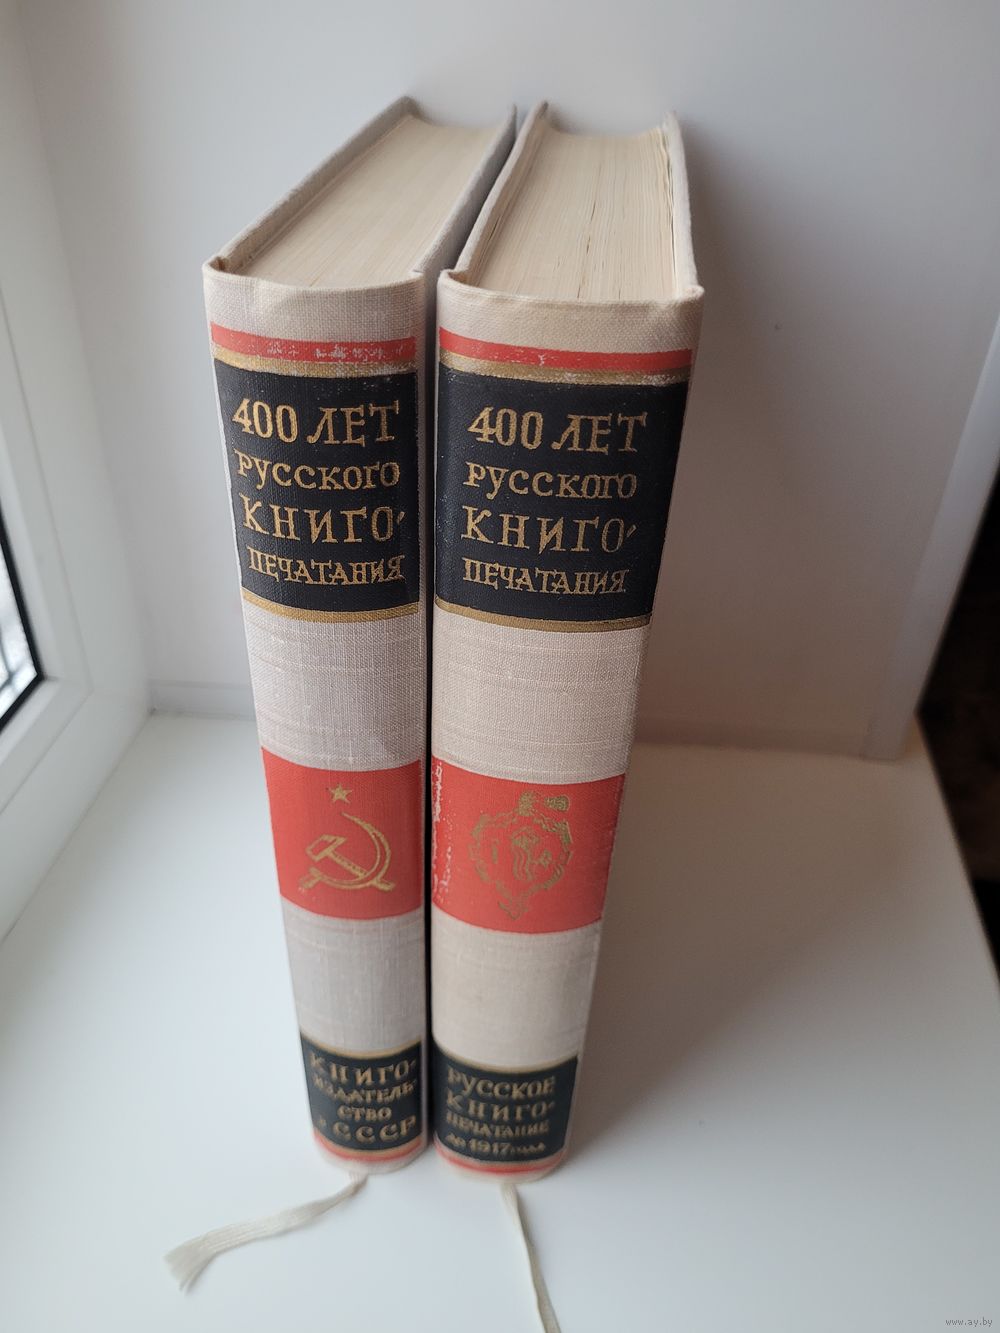 400 ЛЕТ
РУССКОГО
КНИГО-
ПЕЧАТАНИЯ
КНИГО-
ИЗДАТЕЛЬ-
СТВО
в СССР
400 ЛЕТ
РУССКОГО
КНИГО-
ПЕЧАТАНИЯ
РУССКОЕ
КНИГО-
ПЕЧАТАНИЕ
до 1917 года
www.ay.by